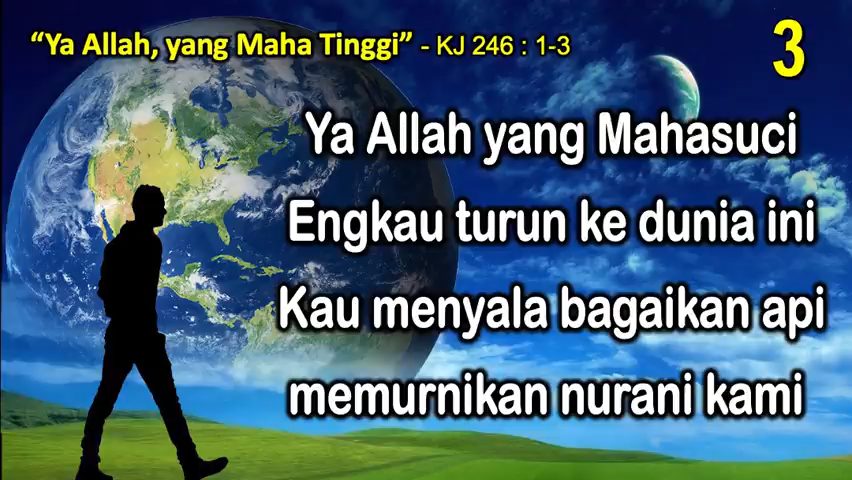 “Ya Allah, yang Maha Tinggi” - KJ 246 : 1-3
3
Ya Allah yang Mahasuci
Engkau turun ke dunia ini
Kau menyala bagaikan api
memurnikan nurani kami